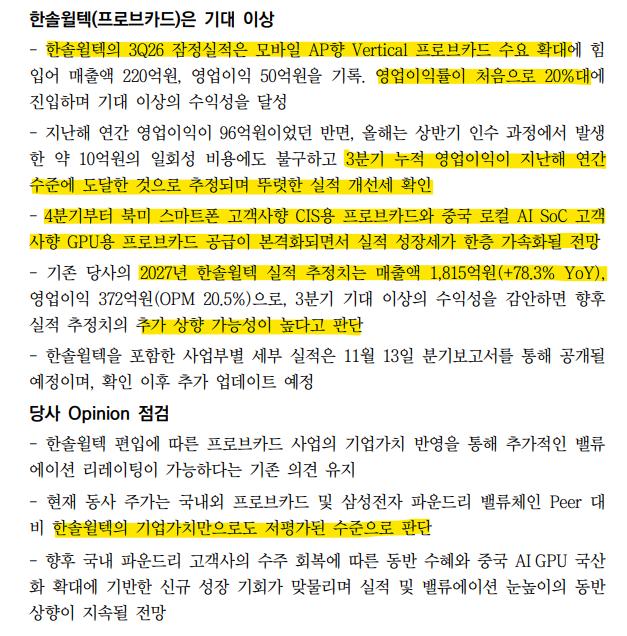 한솔윌텍(프로브카드)은 기대 이상
- 한솔윌텍의 3Q26 잠정실적은 모바일 AP향 Vertical 프로브카드 수요 확대에 힘
입어 매출액 220억원, 영업이익 50억원을 기록. 영업이익률이 처음으로 20%대에
진입하며 기대 이상의 수익성을 달성
- 지난해 연간 영업이익이 96억원이었던 반면, 올해는 상반기 인수 과정에서 발생
한 약 10억원의 일회성 비용에도 불구하고 3분기 누적 영업이익이 지난해 연간
수준에 도달한 것으로 추정되며 뚜렷한 실적 개선세 확인
- 4분기부터 북미 스마트폰 고객사향 CIS용 프로브카드와 중국 로컬 AI SoC 고객
사향 GPU용 프로브카드 공급이 본격화되면서 실적 성장세가 한층 가속화될 전망
- 기존 당사의 2027년 한솔윌텍 실적 추정치는 매출액 1,815억원(+78.3% YoY),
영업이익 372억원(OPM 20.5%)으로, 3분기 기대 이상의 수익성을 감안하면 향후
실적 추정치의 추가 상향 가능성이 높다고 판단
- 한솔윌텍을 포함한 사업부별 세부 실적은 11월 13일 분기보고서를 통해 공개될
예정이며, 확인 이후 추가 업데이트 예정
당사 Opinion 점검
- 한솔윌텍 편입에 따른 프로브카드 사업의 기업가치 반영을 통해 추가적인 밸류
에이션 리레이팅이 가능하다는 기존 의견 유지
- 현재 동사 주가는 국내외 프로브카드 및 삼성전자 파운드리 밸류체인 Peer 대
비 한솔윌텍의 기업가치만으로도 저평가된 수준으로 판단
- 향후 국내 파운드리 고객사의 수주 회복에 따른 동반 수혜와 중국 AI GPU 국산
화 확대에 기반한 신규 성장 기회가 맞물리며 실적 및 밸류에이션 눈높이의 동반
상향이 지속될 전망